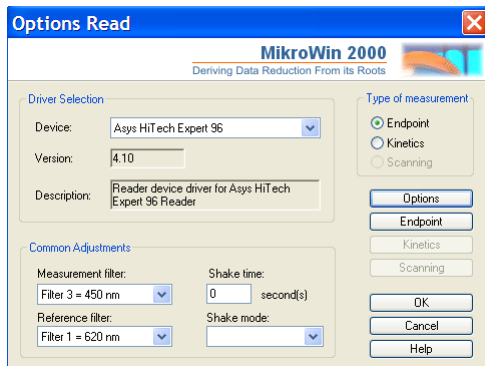 Options Read
MikroWin 2000
Deriving Data Reduction From its Roots
Driver Selection
Device:
Asys HiTech Expert 96
Version:
4.10
Description:
Reader device driver for Asys HiTech
Expert 96 Reader
Type of measurement
Endpoint
Kinetics
Scanning
Options
Endpoint
Kinetics
Scanning
Common Adjustments
Measurement filter:
Shake time:
Filter 3 = 450 nm
0 second(s)
Reference filter:
Shake mode:
Filter 1 = 620 nm
OK
Cancel
Help